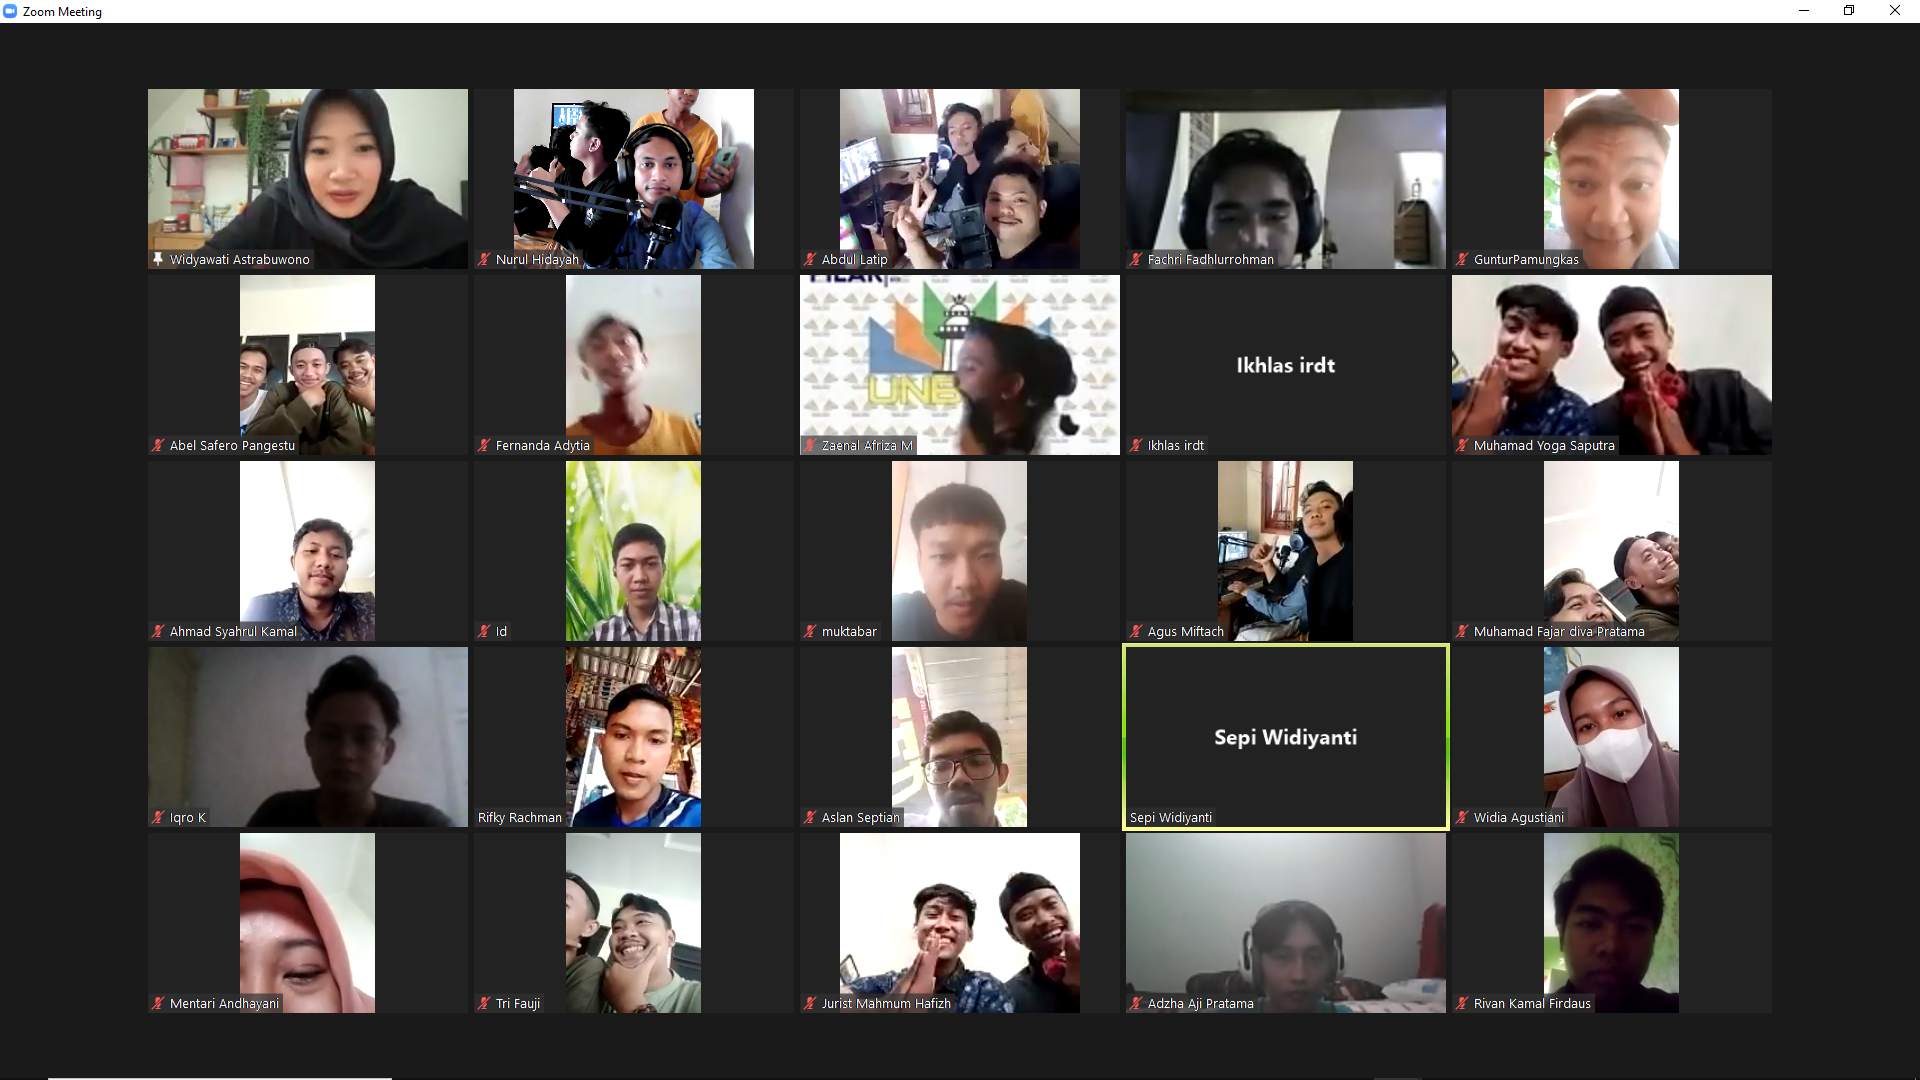 Zoom Meeting
Widyawati Astrabuwono
Nurul Hidayah
Abdul Latip
Fachri Fadhlurrohman
GunturPamungkas
Abel Safero Pangestu
Fernanda Adytia
UNB
Zaenal Afriza M
Ikhlas irdt
Ikhlas irdt
Muhamad Yoga Saputra
Ahmad Syahrul Kamal
Id
muktabar
Agus Miftach
Muhamad Fajar diva Pratama
Iqro K
Rifky Rachman
Aslan Septian
Sepi Widiyanti
Sepi Widiyanti
Widia Agustiani
Mentari Andhayani
Tri Fauji
Jurist Mahmum Hafizh
Adzha Aji Pratama
Rivan Kamal Firdaus